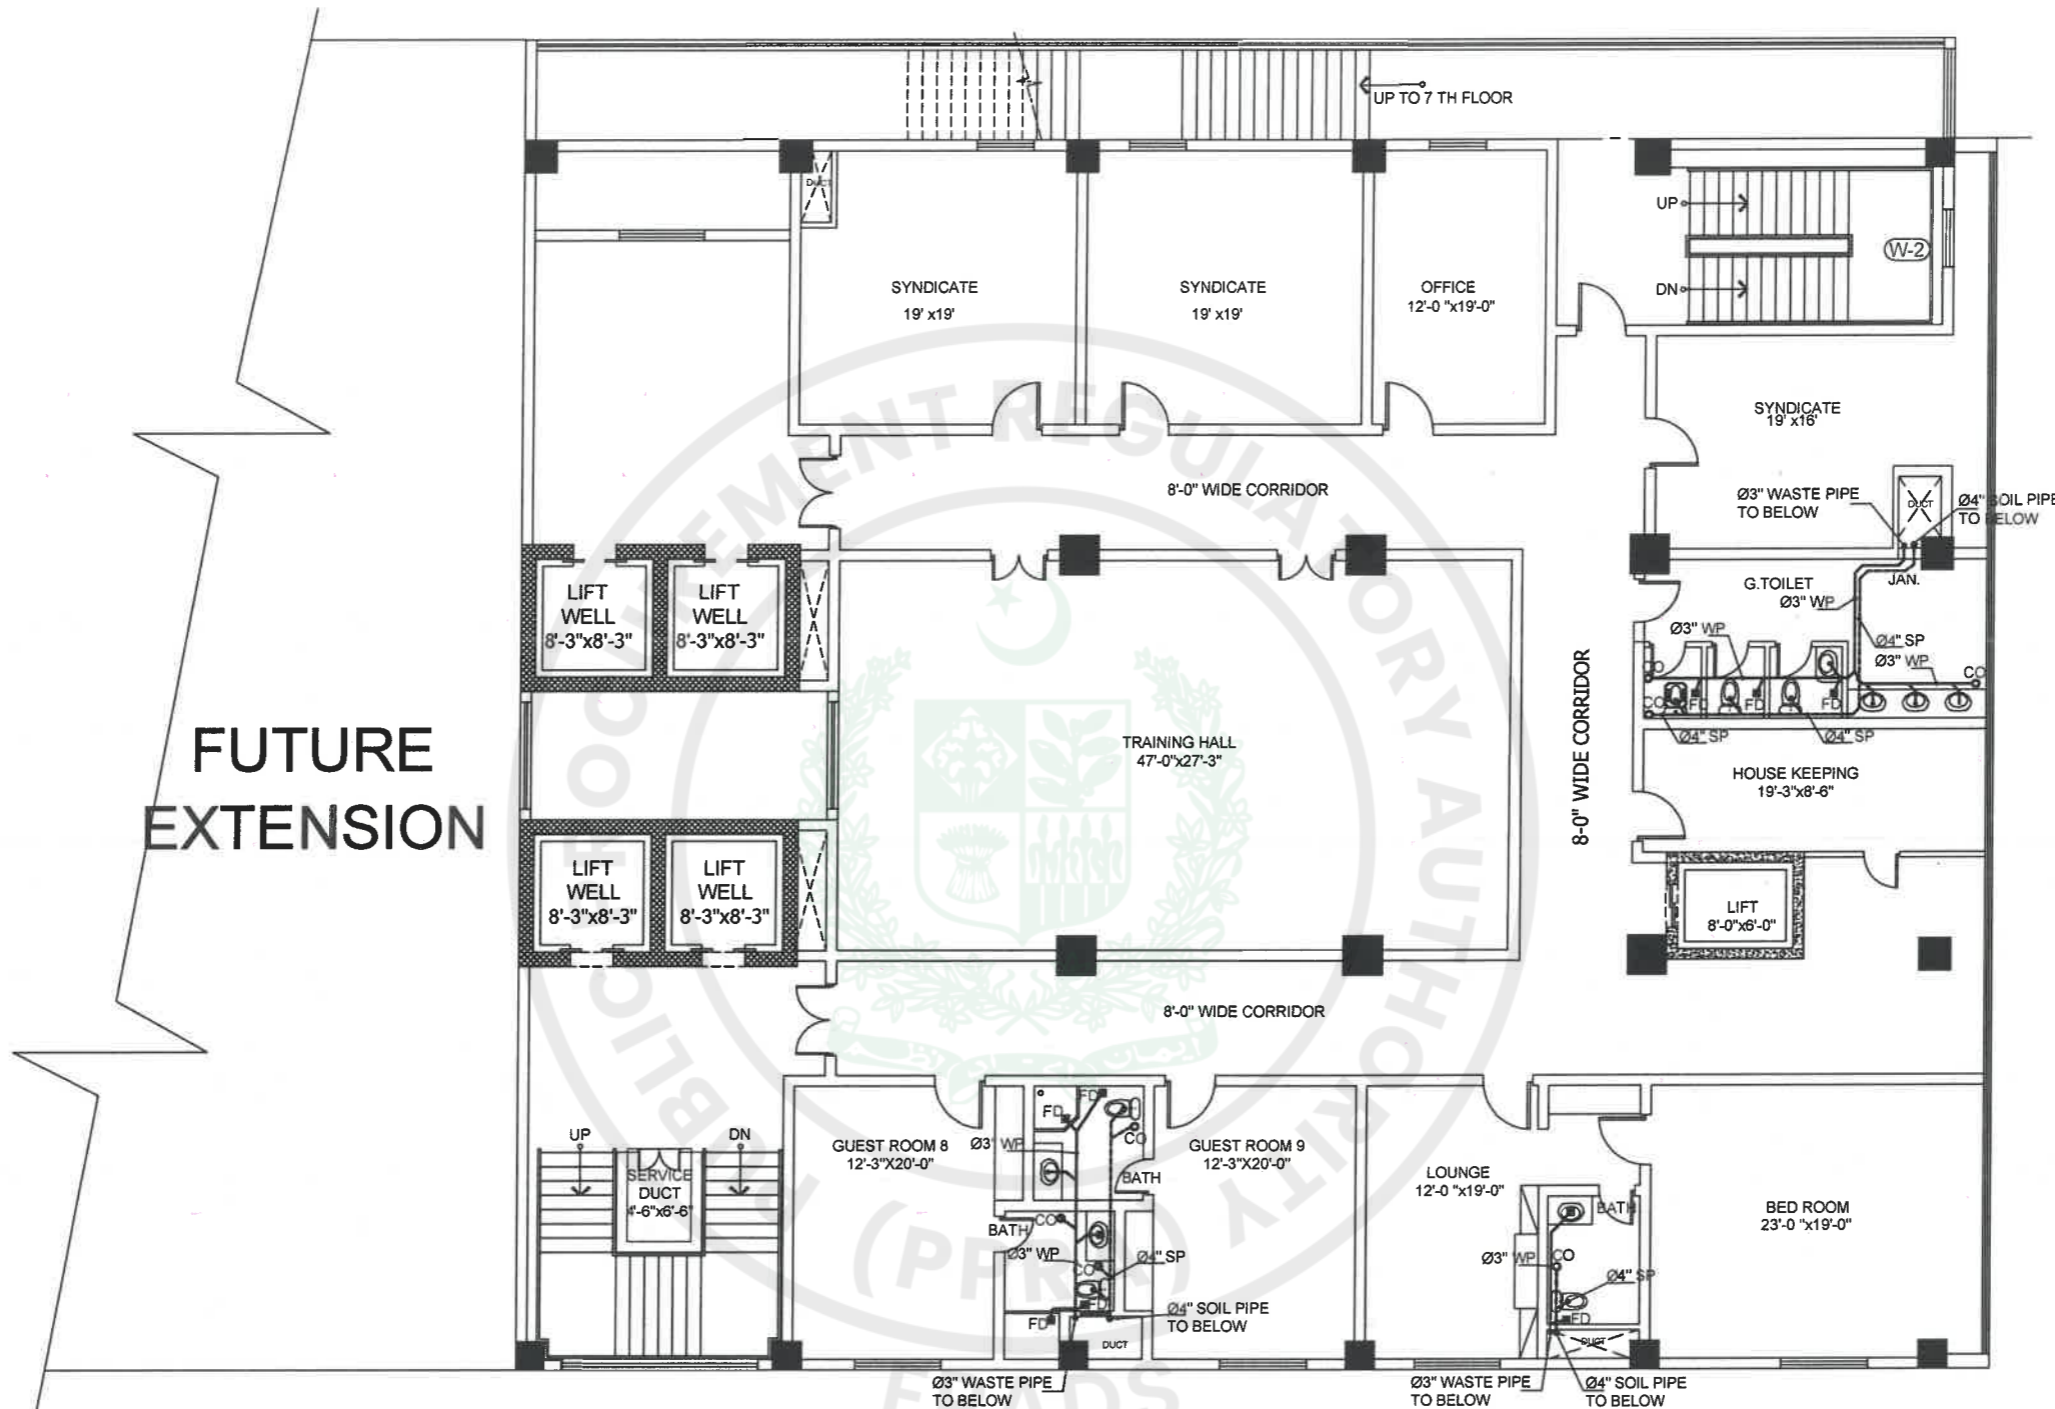 UP TO 7 TH FLOOR
DUCT
UP
W-2
DN
SYNDICATE
19' x19'
SYNDICATE
19' x19'
OFFICE
12'-0 "x19'-0"
SYNDICATE
19' x16'
8'-0" WIDE CORRIDOR
Ø3" WASTE PIPE
TO BELOW
DUCT
Ø4" SOIL PIPE
TO BELOW
LIFT
WELL
8'-3"x8'-3"
LIFT
WELL
8'-3"x8'-3"
G.TOILET
JAN.
Ø3" WP
Ø3" WP
Ø4" SP
Ø3" WP
CO
CO
CO
FD
FD
FD
Ø4" SP
Ø4" SP
8-0" WIDE CORRIDOR
FUTURE
EXTENSION
TRAINING HALL
47'-0"x27'-3"
HOUSE KEEPING
19'-3"x8'-6"
LIFT
WELL
8'-3"x8'-3"
LIFT
WELL
8'-3"x8'-3"
LIFT
8'-0"x6'-0"
8'-0" WIDE CORRIDOR
UP
DN
SERVICE
DUCT
4'-6"x6'-6"
GUEST ROOM 8
12'-3"X20'-0"
FD
FD
Ø3" WP
CO
BATH
GUEST ROOM 9
12'-3"X20'-0"
LOUNGE
12'-0 "x19'-0"
BED ROOM
23'-0 "x19'-0"
BATH
BATH
CO
Ø3" WP
CO
Ø4" SP
FD
FD
Ø4" SOIL PIPE
TO BELOW
DUCT
Ø3" WP
CO
Ø4" SP
FD
DUCT
Ø3" WASTE PIPE
TO BELOW
Ø3" WASTE PIPE
TO BELOW
Ø4" SOIL PIPE
TO BELOW
PUBLIC PROCUREMENT REGULATORY AUTHORITY
(PPRA)